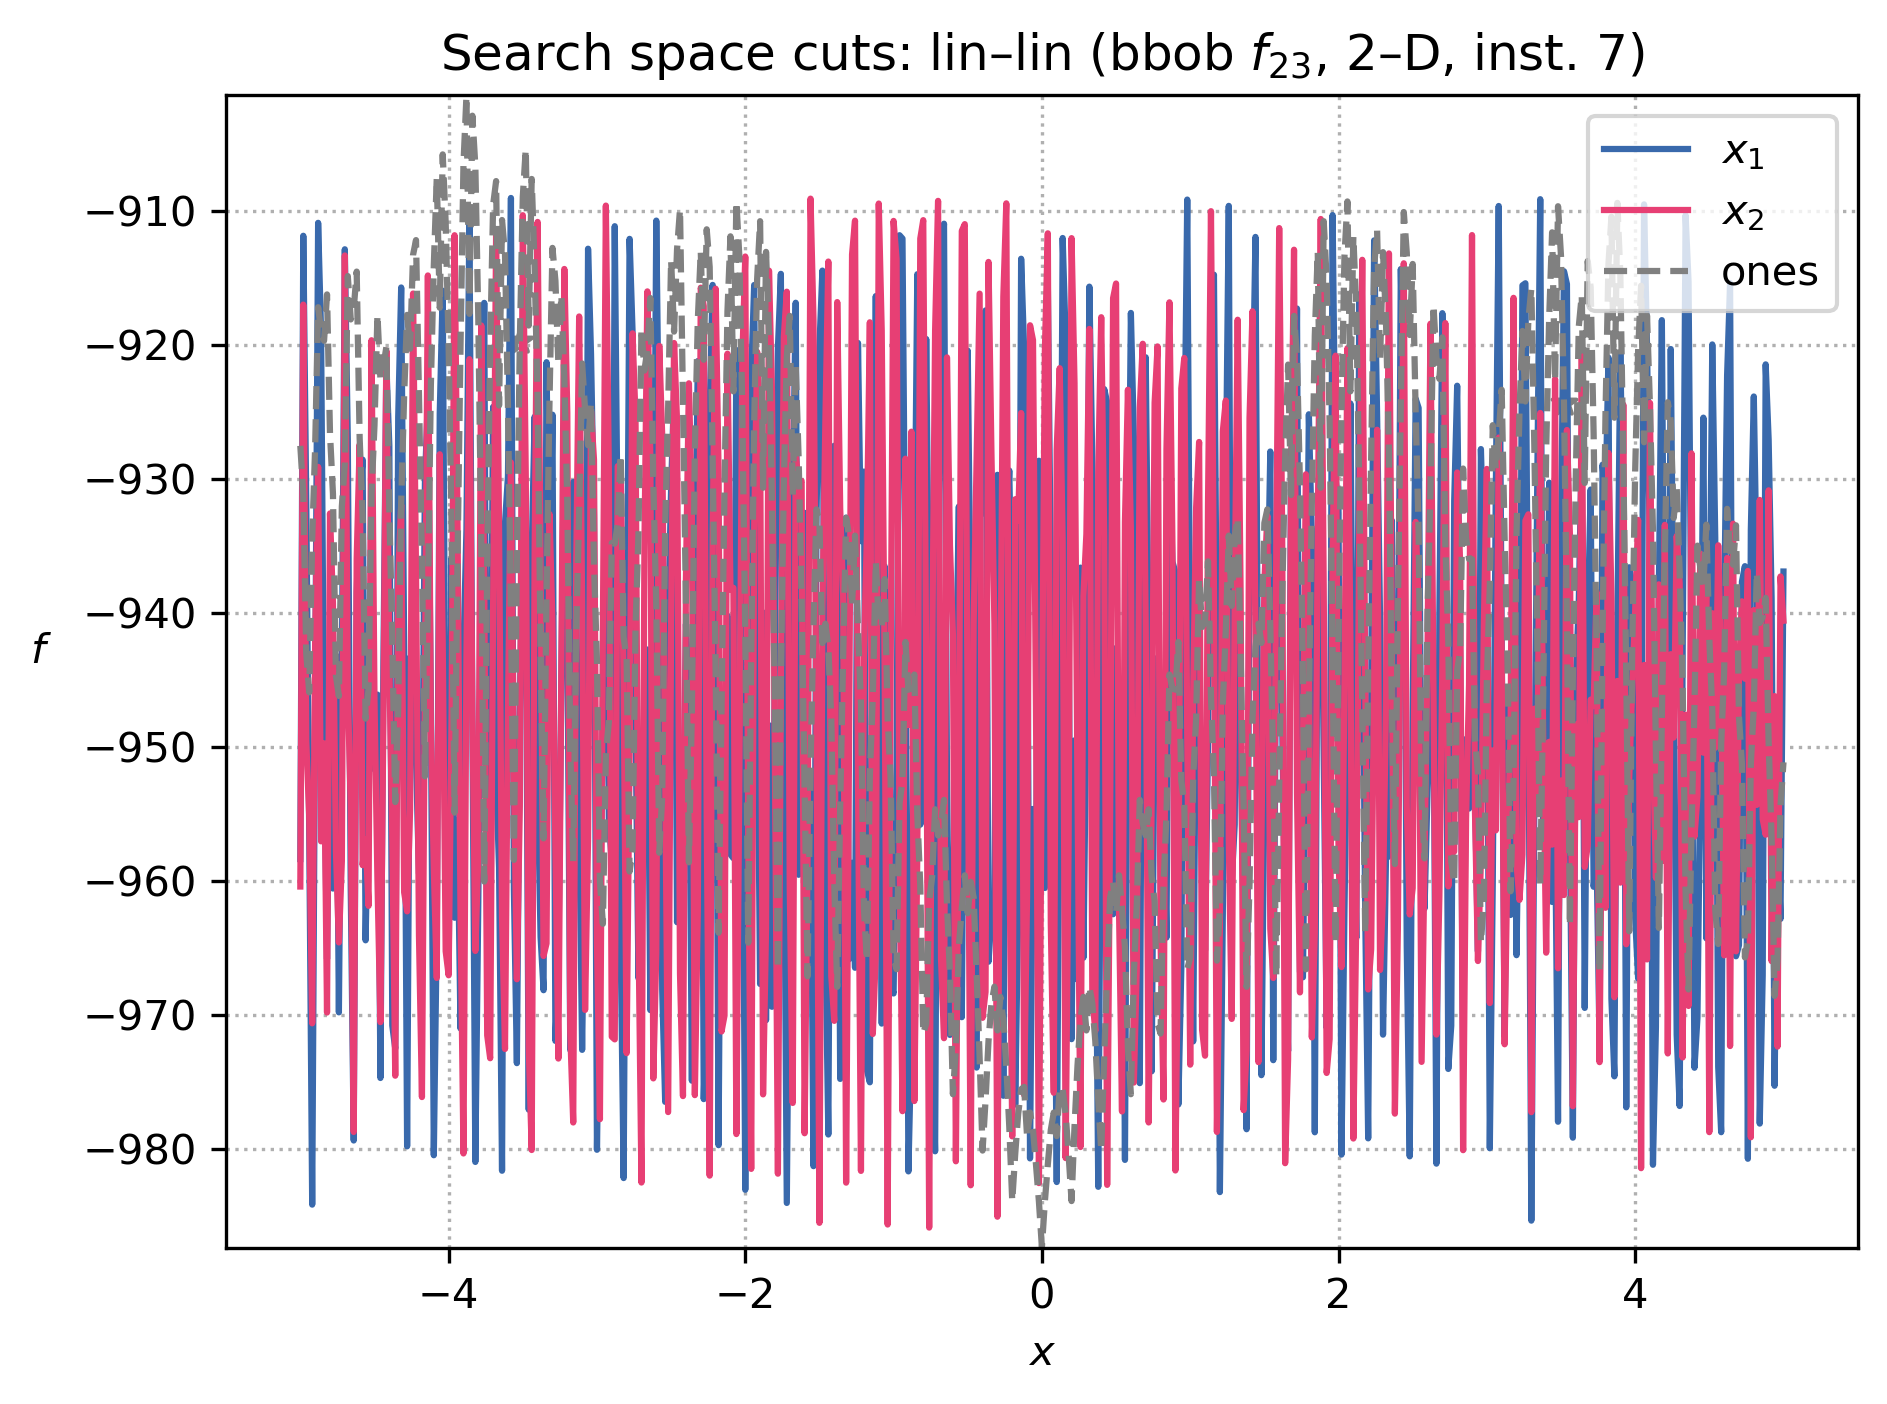 Search space cuts: lin–lin (bbob f₂₃, 2–D, inst. 7)
x₁
x₂
ones
−910
−920
−930
−940
−950
−960
−970
−980
f
−4
−2
0
2
4
x